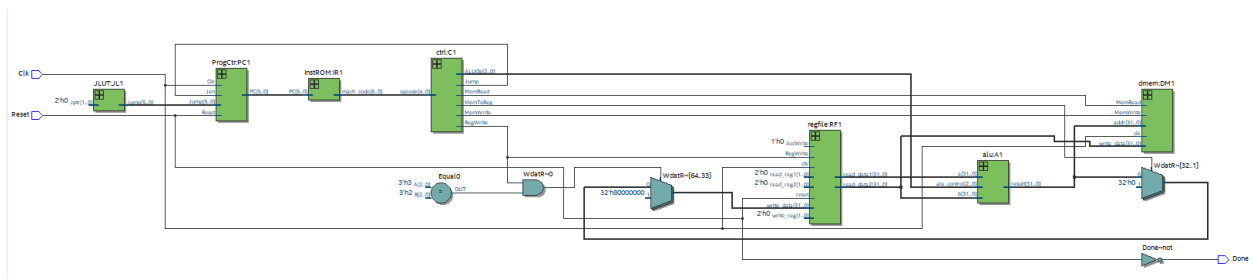 Clk
Reset
JLUT:JL1
2'h0 Jptr[1..0]
Jump[5..0]
ProgCtr:PC1
Clk
Jen
Jump[5..0]
Reset
PC[5..0]
InstROM:IR1
PC[5..0]
mach_code[8..0]
ctrl:C1
opcode[4..0]
ALUOp[2..0]
Jump
MemRead
MemToReg
MemWrite
RegWrite
Equal0
3'h3 A[2..0]
3'h2 B[2..0]
=
OUT
WdatR~0
WdatR~[64..33]
0
32'h80000000
1
regfile:RF1
1'h0 AccWrite
RegWrite
clk
2'h0 read_reg1[1..0]
2'h0 read_reg2[1..0]
reset
write_data[31..0]
2'h0 write_reg[1..0]
read_data1[31..0]
read_data2[31..0]
alu:A1
a[31..0]
alu_control[2..0]
b[31..0]
result[31..0]
dmem:DM1
MemRead
MemWrite
addr[31..0]
clk
write_data[31..0]
WdatR~[32..1]
0
32'h0
1
Done~not
Done